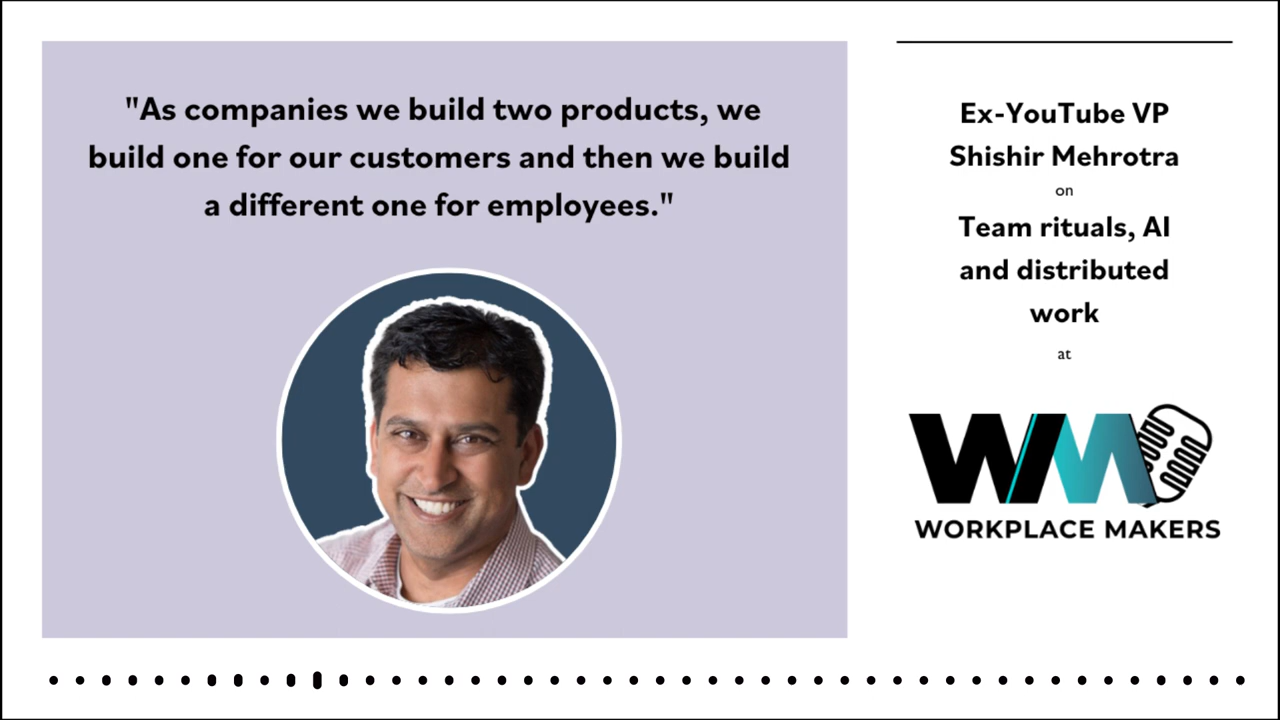 "As companies we build two products, we
build one for our customers and then we build
a different one for employees."
Ex-YouTube VP
Shishir Mehrotra
on
Team rituals, AI
and distributed
work
at
WM
WORKPLACE MAKERS